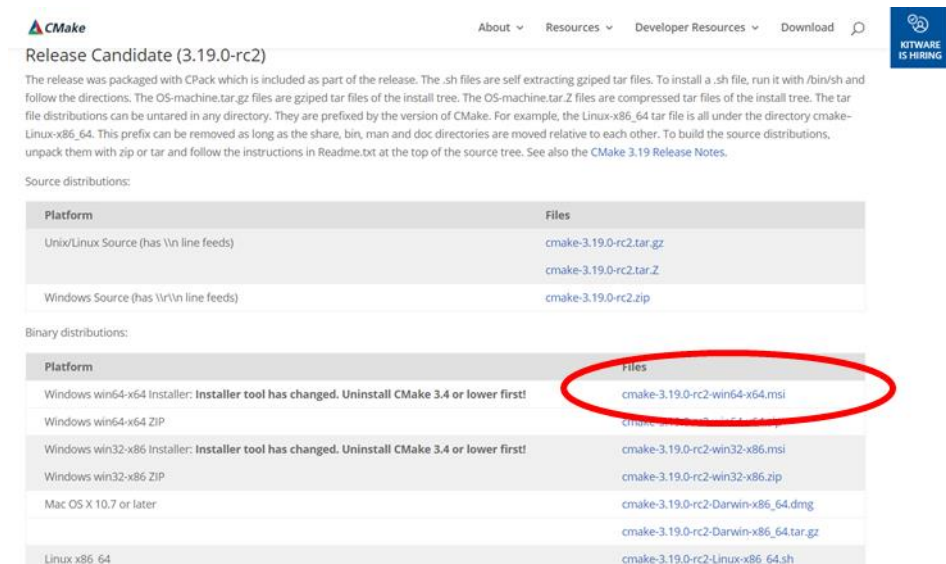 CMake
About Resources Developer Resources Download
KITWARE
IS HIRING
Release Candidate (3.19.0-rc2)
The release was packaged with CPack which is included as part of the release. The .sh files are self extracting gziped tar files. To install a .sh file, run it with /bin/sh and
follow the directions. The OS-machine.tar.gz files are gziped tar files of the install tree. The OS-machine.tar.Z files are compressed tar files of the install tree. The tar
file distributions can be untared in any directory. They are prefixed by the version of CMake. For example, the Linux-x86_64 tar file is all under the directory cmake–
Linux-x86_64. This prefix can be removed as long as the share, bin, man and doc directories are moved relative to each other. To build the source distributions,
unpack them with zip or tar and follow the instructions in Readme.txt at the top of the source tree. See also the CMake 3.19 Release Notes.
Source distributions:
Platform Files
Unix/Linux Source (has \\n line feeds) cmake-3.19.0-rc2.tar.gz
cmake-3.19.0-rc2.tar.Z
Windows Source (has \\r\\n line feeds) cmake-3.19.0-rc2.zip
Binary distributions:
Platform Files
Windows win64-x64 Installer: Installer tool has changed. Uninstall CMake 3.4 or lower first! cmake-3.19.0-rc2-win64-x64.msi
Windows win64-x64 ZIP
Windows win32-x86 Installer: Installer tool has changed. Uninstall CMake 3.4 or lower first! cmake-3.19.0-rc2-win32-x86.msi
Windows win32-x86 ZIP cmake-3.19.0-rc2-win32-x86.zip
Mac OS X 10.7 or later cmake-3.19.0-rc2-Darwin-x86_64.dmg
cmake-3.19.0-rc2-Darwin-x86_64.tar.gz
Linux x86_64 cmake-3.19.0-rc2-Linux-x86_64.sh